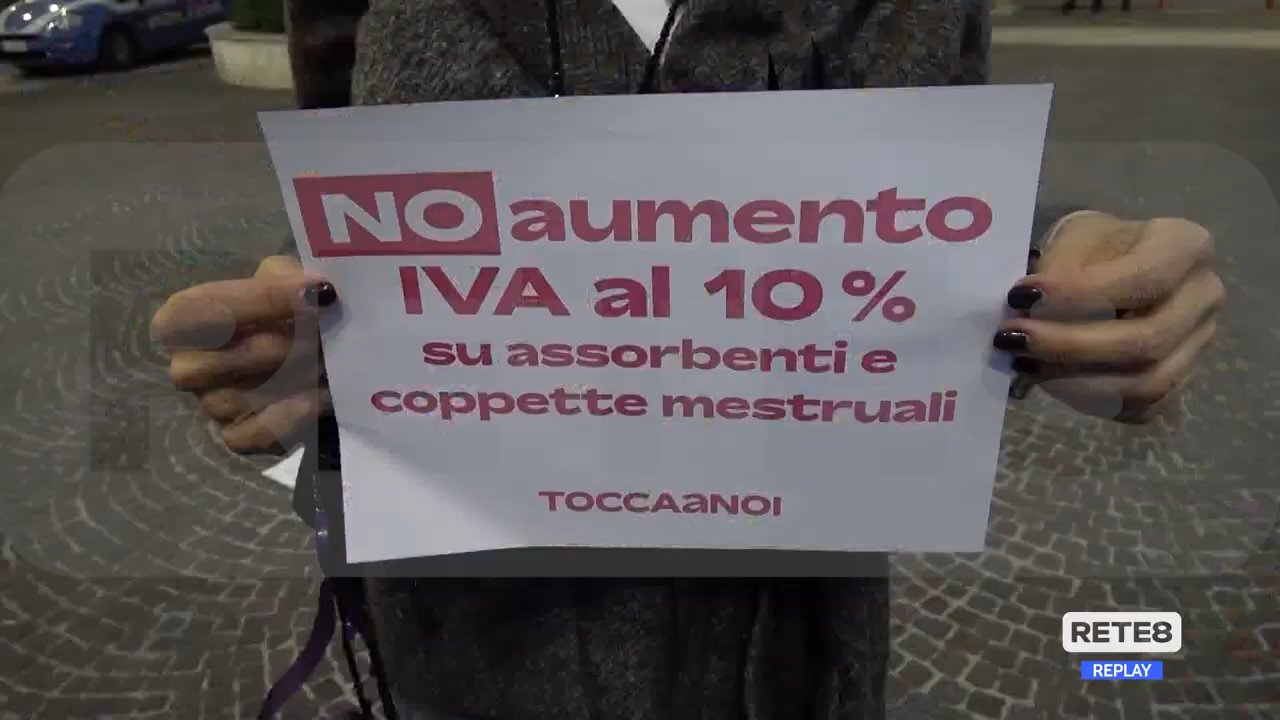 NO aumento
IVA al 10%
su assorbenti e
coppette mestruali
TOCCAaNOI
RETE8
REPLAY